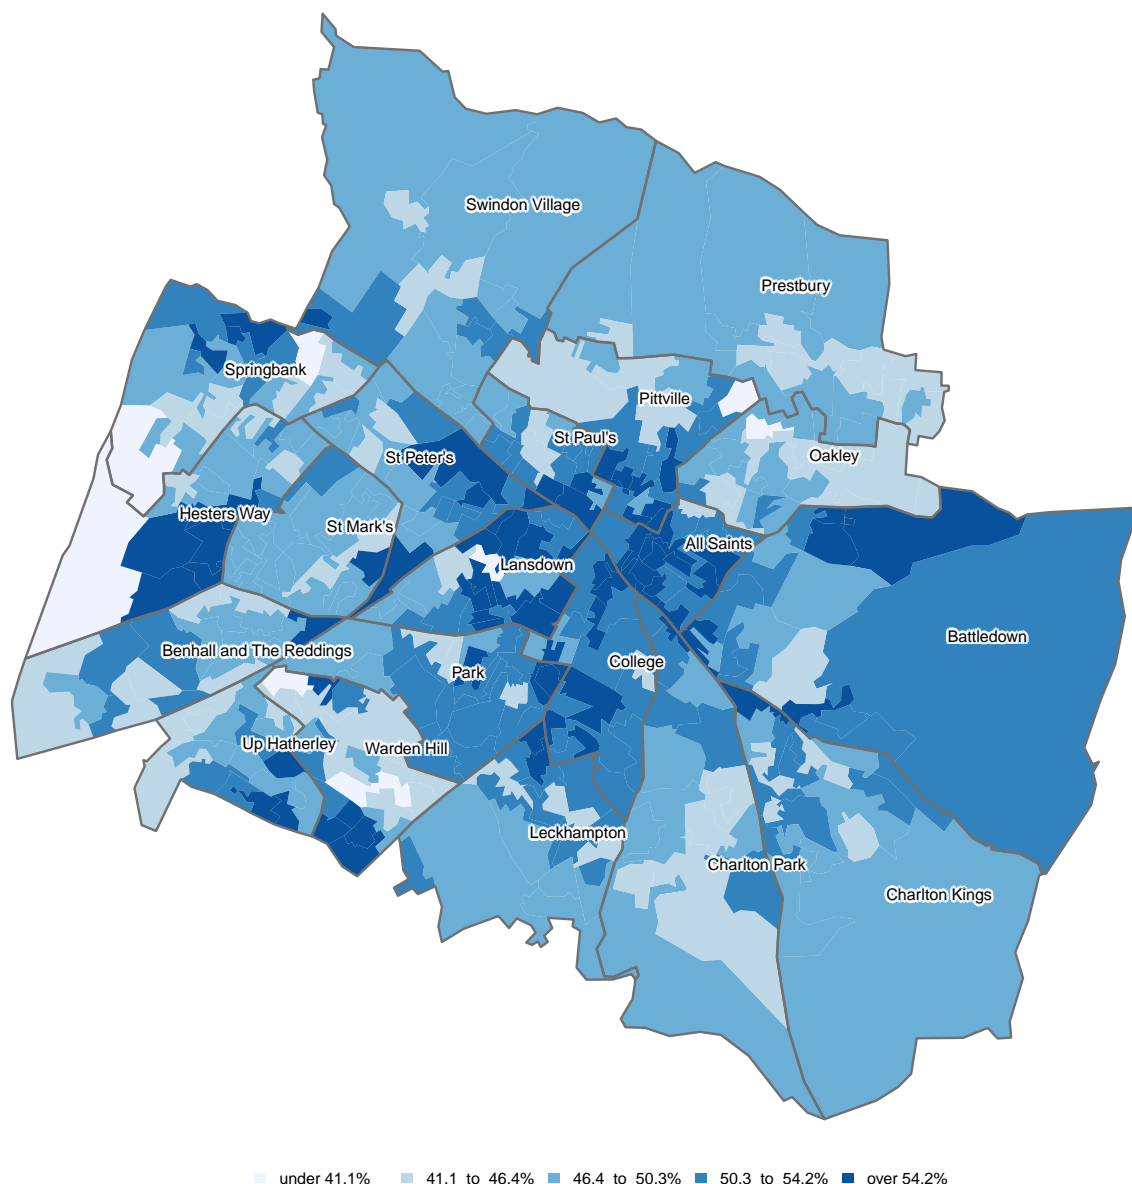 Swindon Village
Prestbury
Springbank
Pittville
St Paul's
St Peter's
Oakley
Hesters Way
St Mark's
All Saints
Lansdown
Battledown
Benhall and The Reddings
College
Park
Up Hatherley
Warden Hill
Leckhampton
Charlton Park
Charlton Kings
under 41.1% 41.1 to 46.4% 46.4 to 50.3% 50.3 to 54.2% over 54.2%